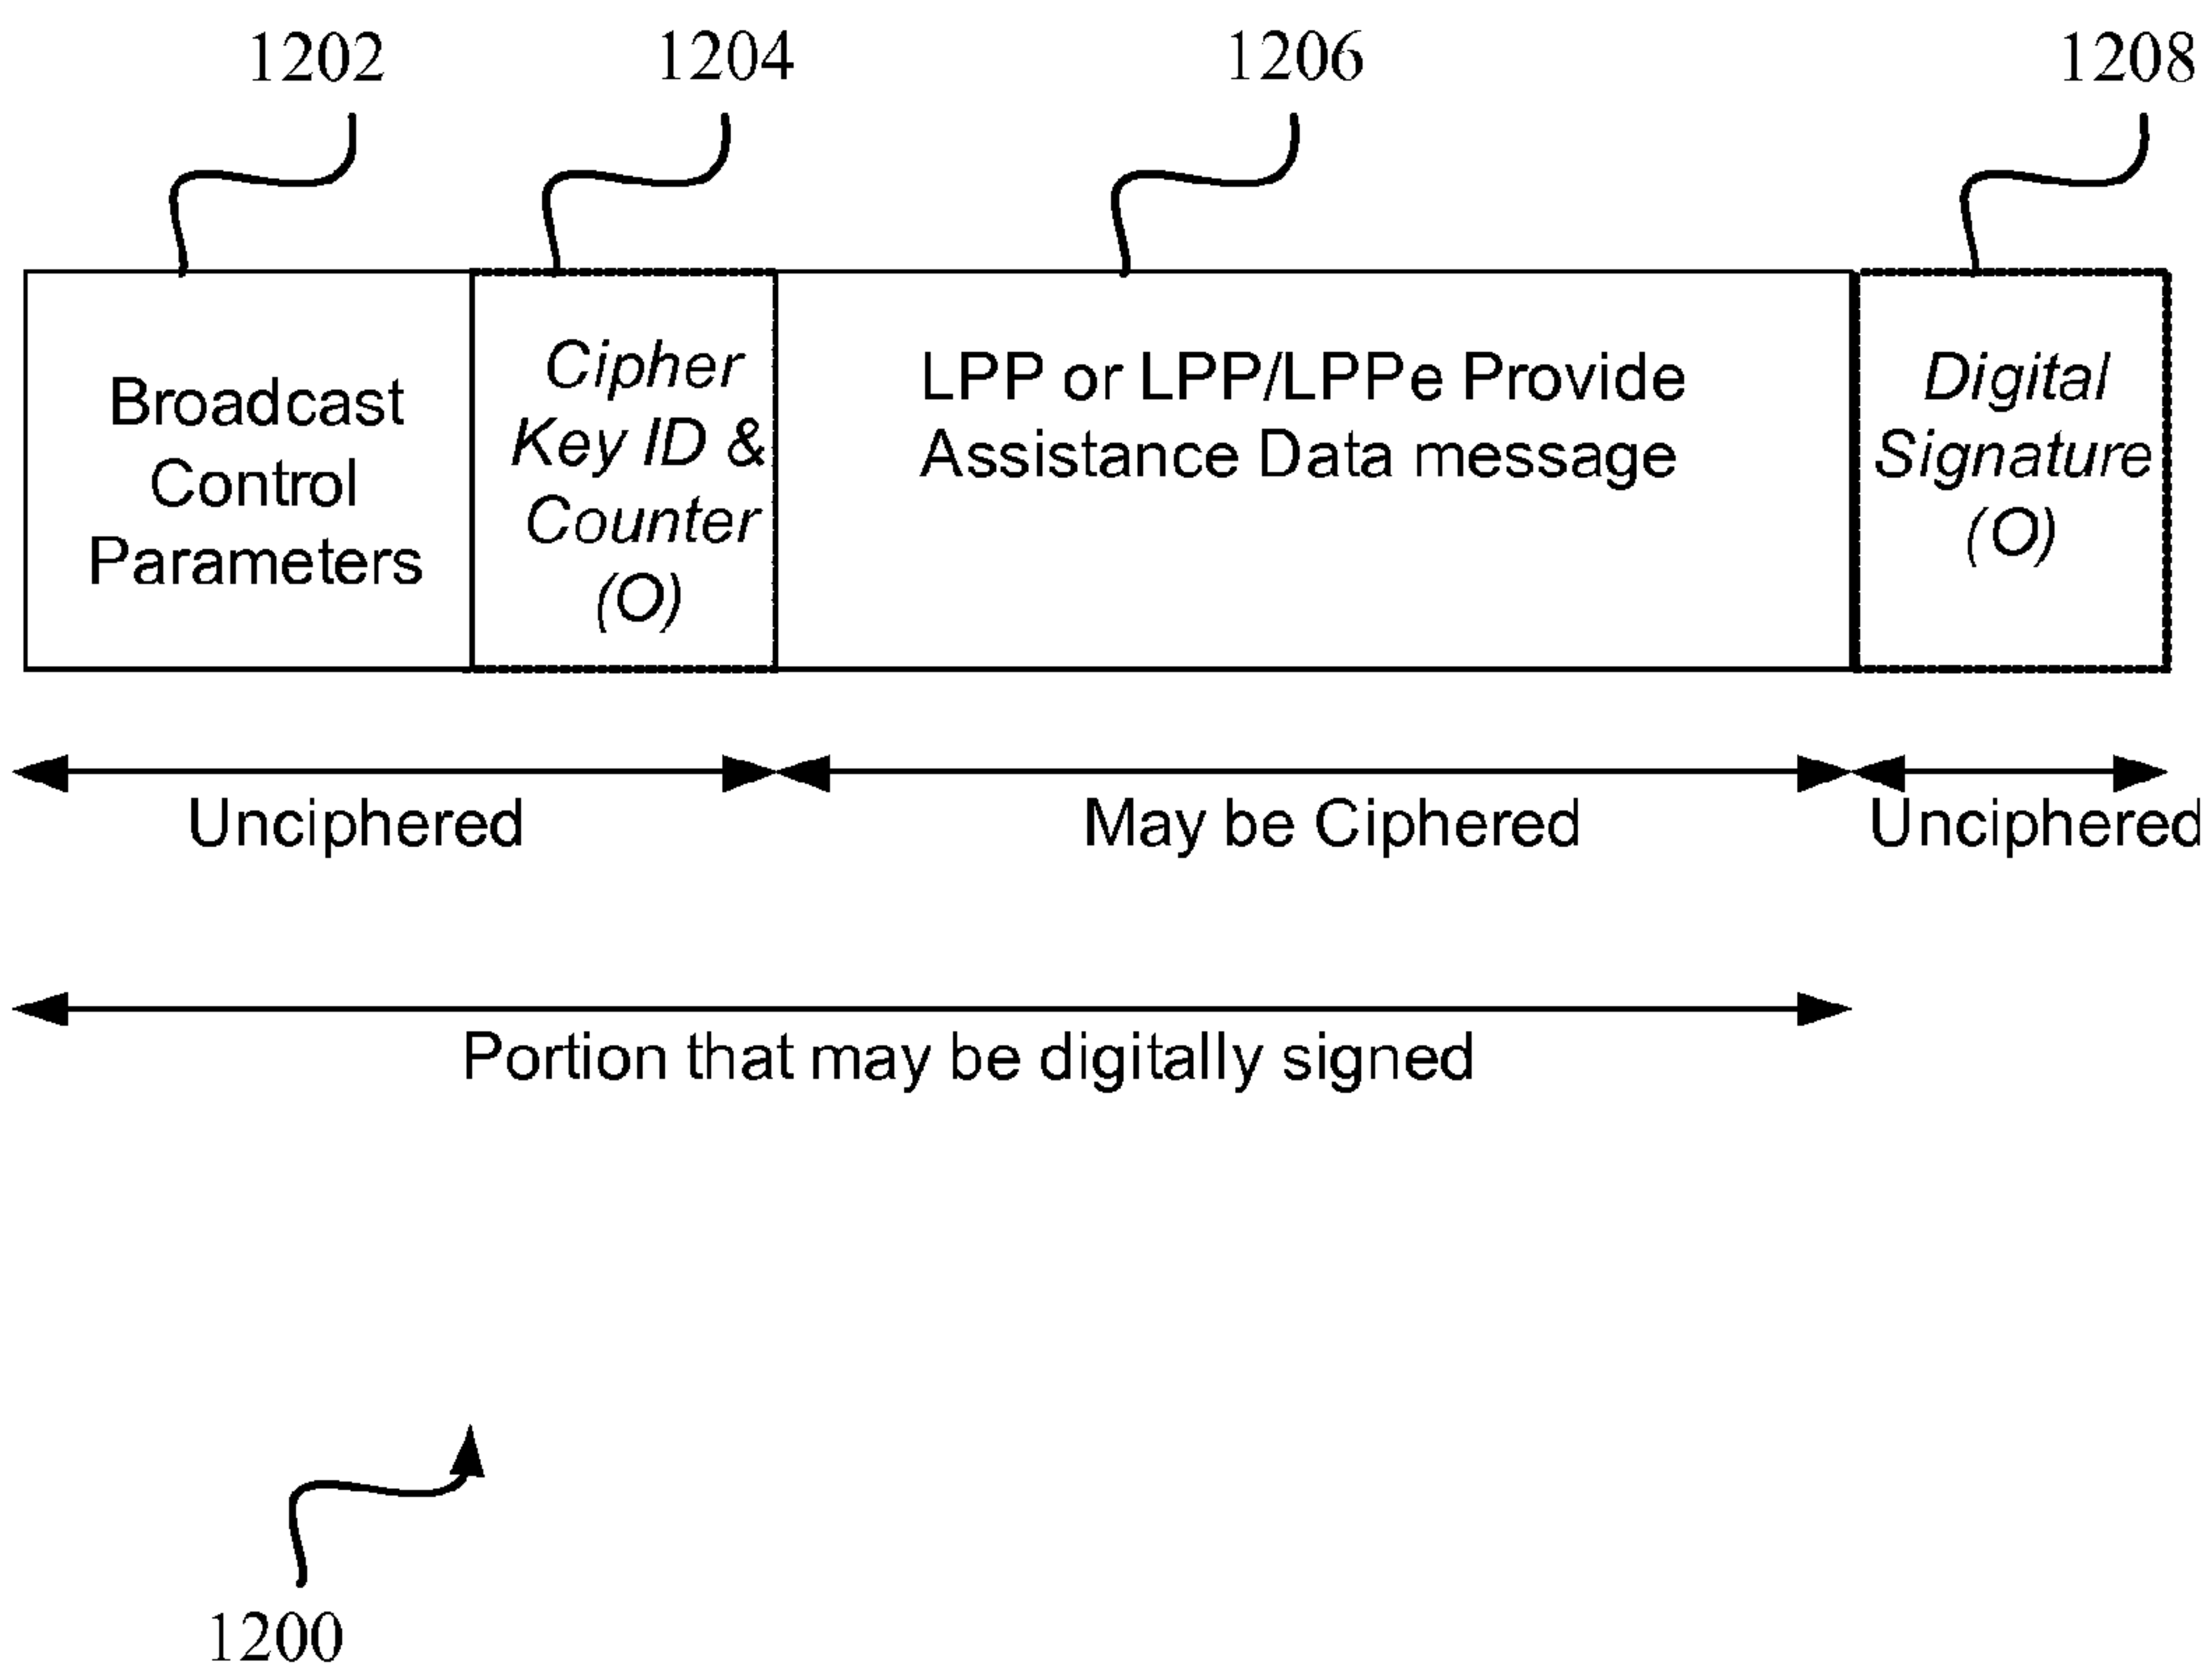 1202
1204
1206
1208
Broadcast
Control
Parameters
Cipher
Key ID &
Counter
(O)
LPP or LPP/LPPe Provide
Assistance Data message
Digital
Signature
(O)
Unciphered
May be Ciphered
Unciphered
Portion that may be digitally signed
1200